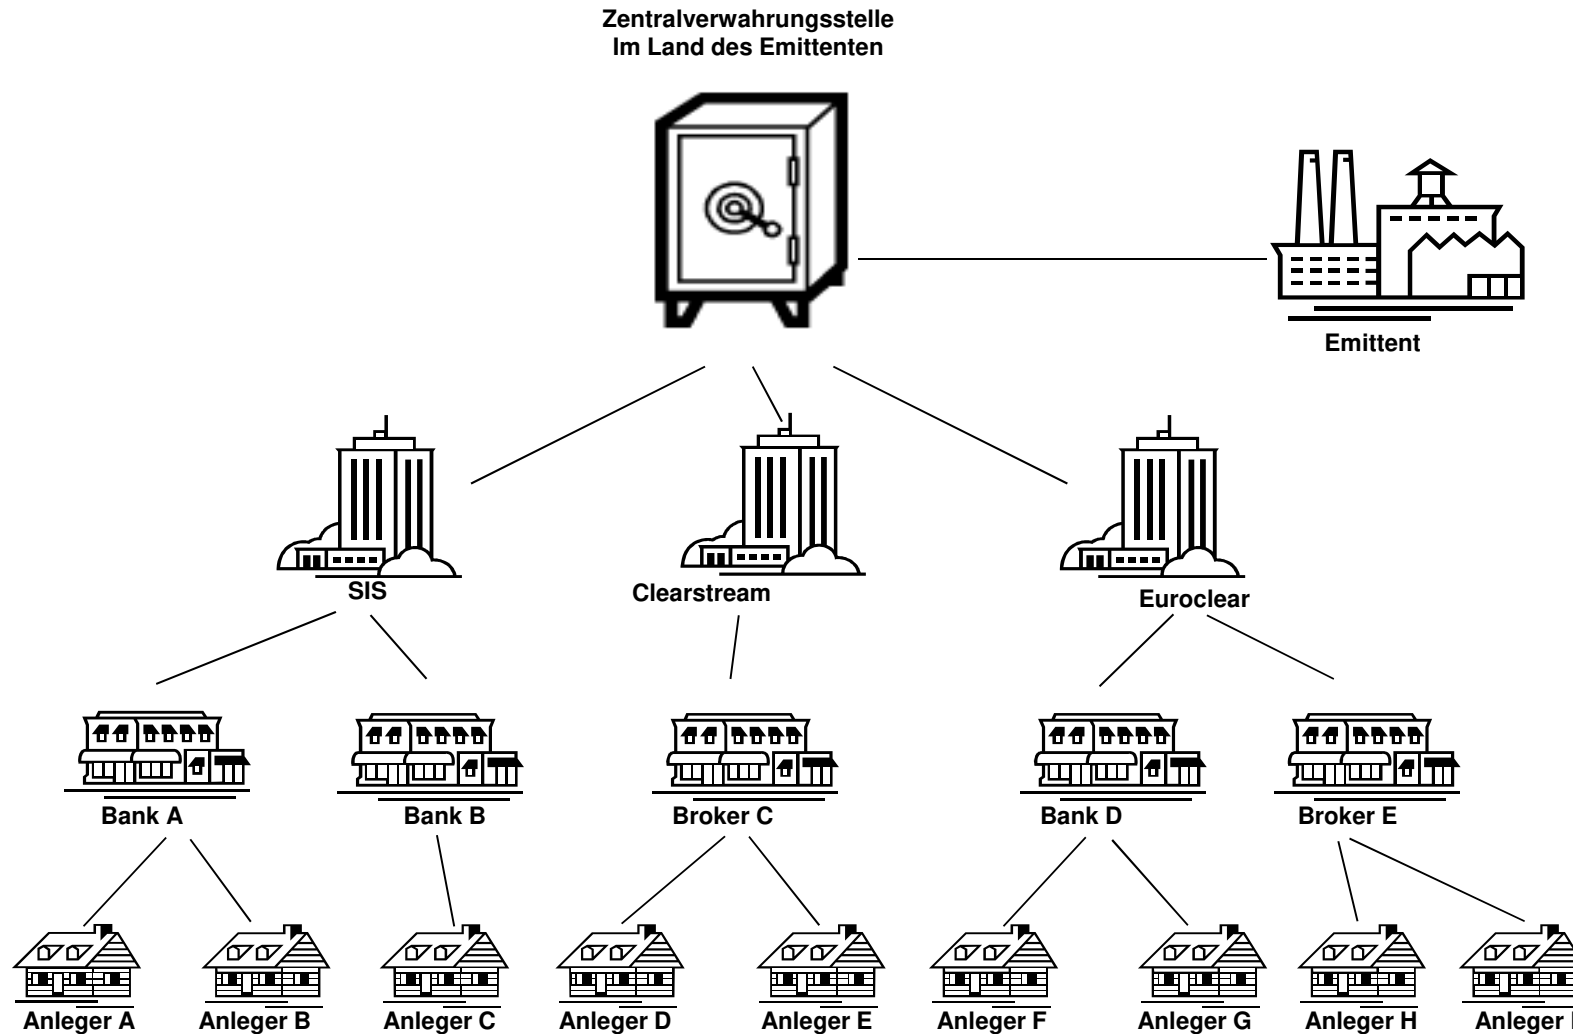 Zentralverwahrungsstelle
Im Land des Emittenten
Emittent
SIS
Clearstream
Euroclear
Bank A
Bank B
Broker C
Bank D
Broker E
Anleger A
Anleger B
Anleger C
Anleger D
Anleger E
Anleger F
Anleger G
Anleger H
Anleger